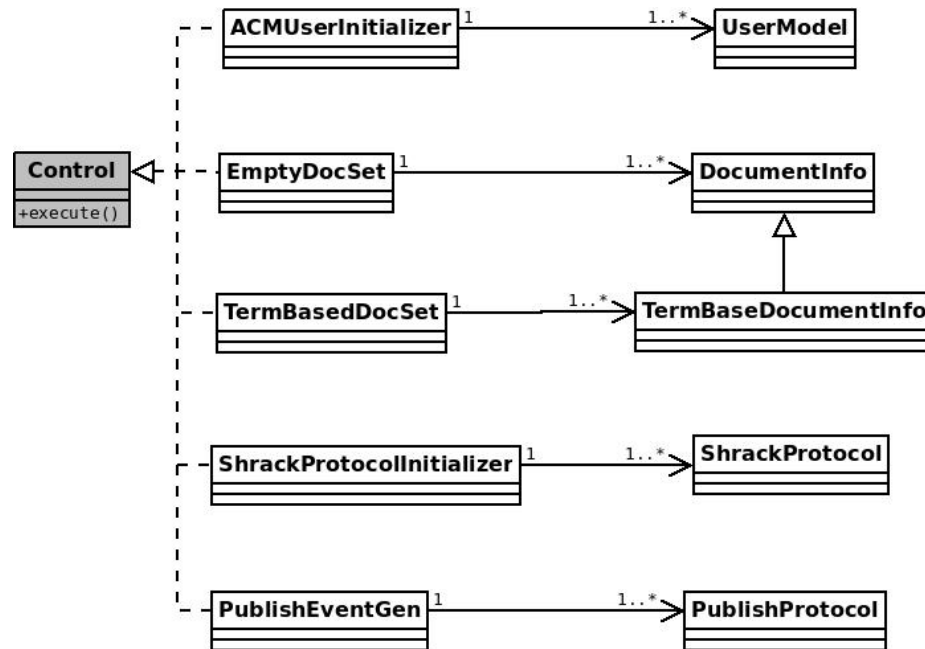 ACMUserInitializer 1 1..* UserModel
Control
+execute()
EmptyDocSet 1 1..* DocumentInfo
TermBasedDocSet 1 1..* TermBaseDocumentInfo
ShrackProtocolInitializer 1 1..* ShrackProtocol
PublishEventGen 1 1..* PublishProtocol